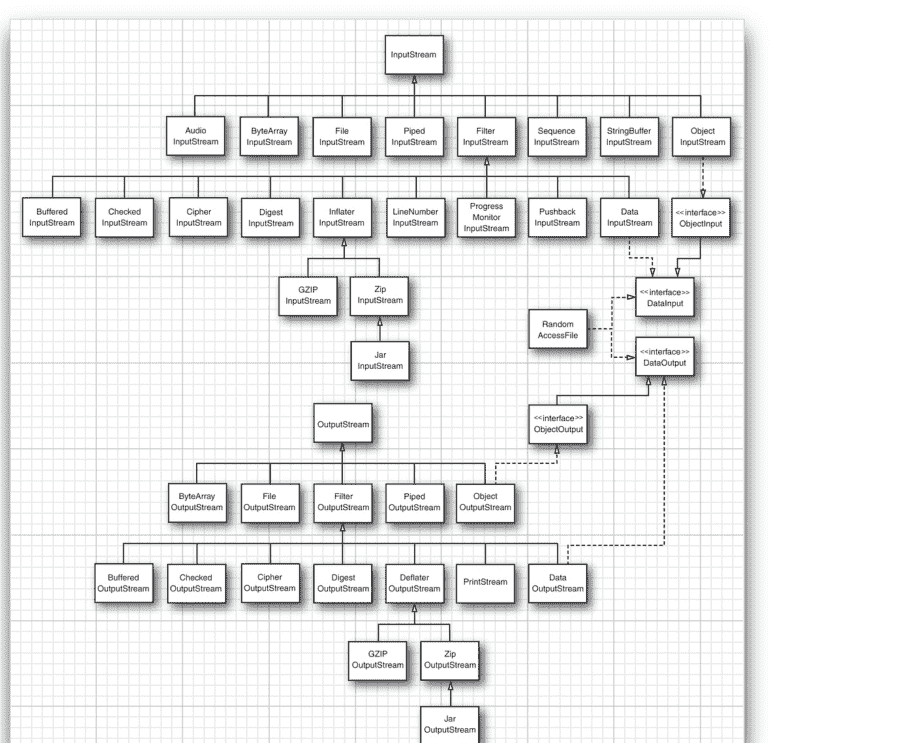 InputStream
Audio
InputStream
ByteArray
InputStream
File
InputStream
Piped
InputStream
Filter
InputStream
Sequence
InputStream
StringBuffer
InputStream
Object
InputStream
Buffered
InputStream
Checked
InputStream
Cipher
InputStream
Digest
InputStream
Inflater
InputStream
LineNumber
InputStream
Progress
Monitor
InputStream
Pushback
InputStream
Data
InputStream
<<interface>>
ObjectInput
GZIP
InputStream
Zip
InputStream
<<interface>>
DataInput
Random
AccessFile
Jar
InputStream
<<interface>>
DataOutput
OutputStream
<<interface>>
ObjectOutput
ByteArray
OutputStream
File
OutputStream
Filter
OutputStream
Piped
OutputStream
Object
OutputStream
Buffered
OutputStream
Checked
OutputStream
Cipher
OutputStream
Digest
OutputStream
Deflater
OutputStream
PrintStream
Data
OutputStream
GZIP
OutputStream
Zip
OutputStream
Jar
OutputStream